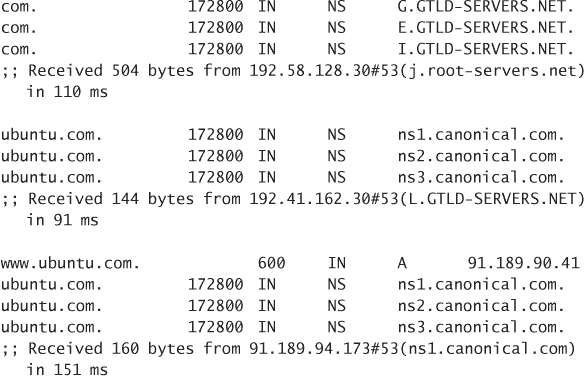 com. 172800 IN NS G.GTLD-SERVERS.NET.
com. 172800 IN NS E.GTLD-SERVERS.NET.
com. 172800 IN NS I.GTLD-SERVERS.NET.
;; Received 504 bytes from 192.58.128.30#53(j.root-servers.net)
in 110 ms
ubuntu.com. 172800 IN NS ns1.canonical.com.
ubuntu.com. 172800 IN NS ns2.canonical.com.
ubuntu.com. 172800 IN NS ns3.canonical.com.
;; Received 144 bytes from 192.41.162.30#53(L.GTLD-SERVERS.NET)
in 91 ms
www.ubuntu.com. 600 IN A 91.189.90.41
ubuntu.com. 172800 IN NS ns1.canonical.com.
ubuntu.com. 172800 IN NS ns2.canonical.com.
ubuntu.com. 172800 IN NS ns3.canonical.com.
;; Received 160 bytes from 91.189.94.173#53(ns1.canonical.com)
in 151 ms